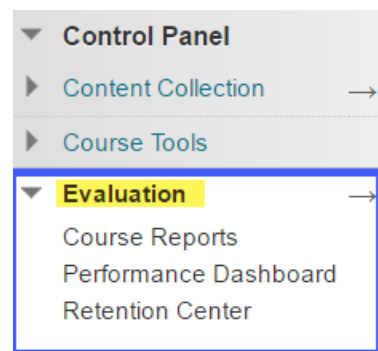 Control Panel
Content Collection
Course Tools
Evaluation
Course Reports
Performance Dashboard
Retention Center